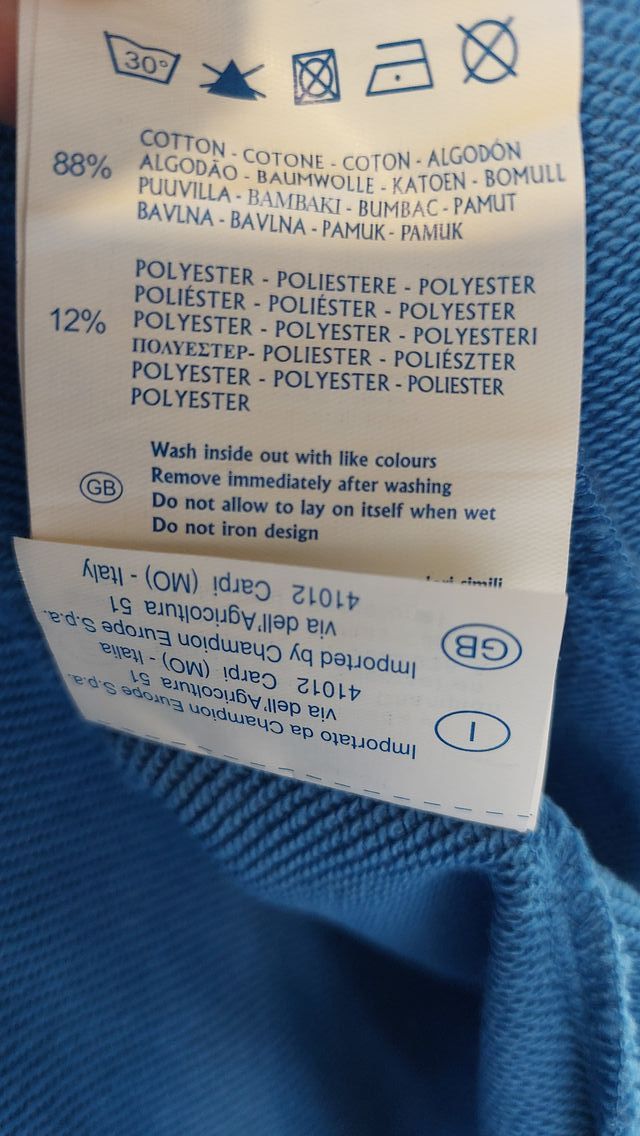 30°
88%
COTTON - COTONE - COTON - ALGODÓN
ALGODÃO - BAUMWOLLE - KATOEN - BOMULL
PUUVILLA - BAMBAKI - BUMBAC - PAMUT
BAVLNA - BAVLNA - PAMUK - PAMUK
12%
POLYESTER - POLIESTERE - POLYESTER
POLIÉSTER - POLIÉSTER - POLYESTER
POLYESTER - POLYESTER - POLYESTERI
ΠΟΛΥΕΣΤΕΡ- POLIESTER - POLIÉSZTER
POLYESTER - POLYESTER - POLIESTER
POLYESTER
GB
Wash inside out with like colours
Remove immediately after washing
Do not allow to lay on itself when wet
Do not iron design
simili
I
Importato da Champion Europe S.p.a.
via dell'Agricoltura 51
41012 Carpi (MO) - Italia
GB
Imported by Champion Europe S.p.a.
via dell'Agricoltura 51
41012 Carpi (MO) - Italy